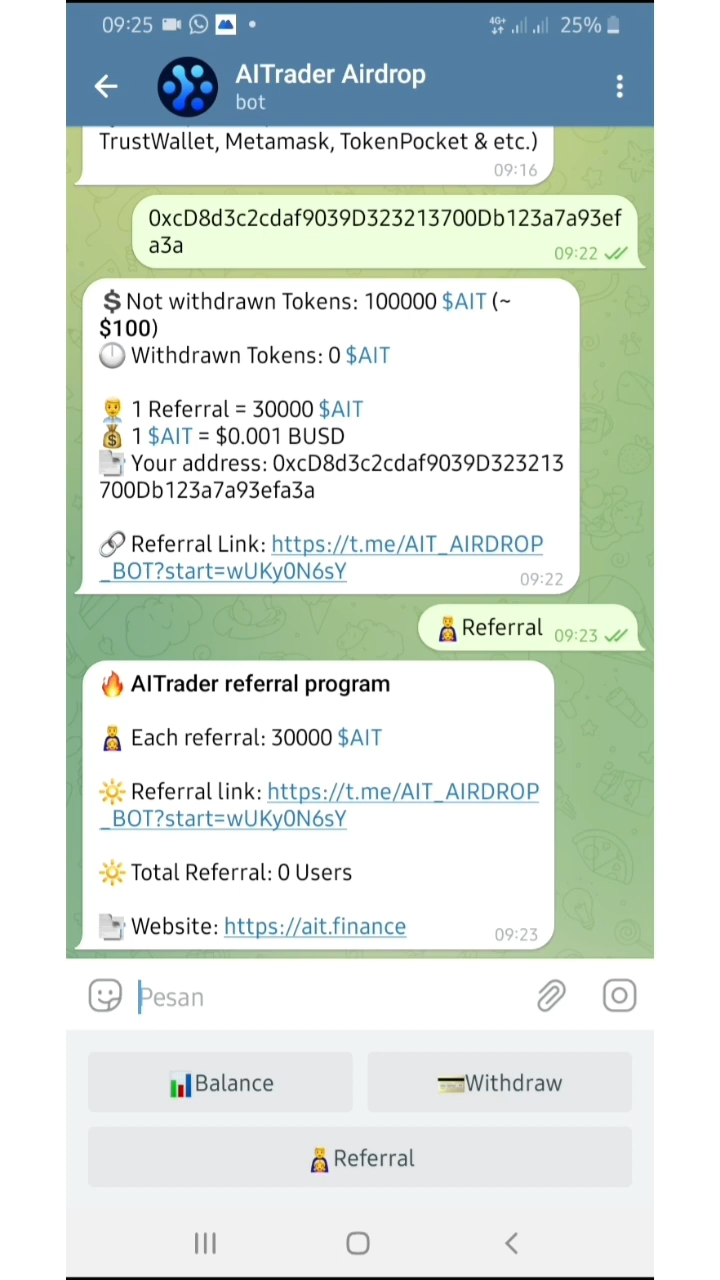 09:25
4G+
25%
AITrader Airdrop
bot
TrustWallet, Metamask, TokenPocket & etc.)
09:16
0xcD8d3c2cdaf9039D323213700Db123a7a93ef
a3a
09:22
Not withdrawn Tokens: 100000 $AIT (~
$100)
Withdrawn Tokens: 0 $AIT
1 Referral = 30000 $AIT
1 $AIT = $0.001 BUSD
Your address: 0xcD8d3c2cdaf9039D323213
700Db123a7a93efa3a
Referral Link: https://t.me/AIT_AIRDROP
_BOT?start=wUKy0N6sY
09:22
Referral 09:23
AITrader referral program
Each referral: 30000 $AIT
Referral link: https://t.me/AIT_AIRDROP
_BOT?start=wUKy0N6sY
Total Referral: 0 Users
Website: https://ait.finance
09:23
Pesan
Balance
Withdraw
Referral